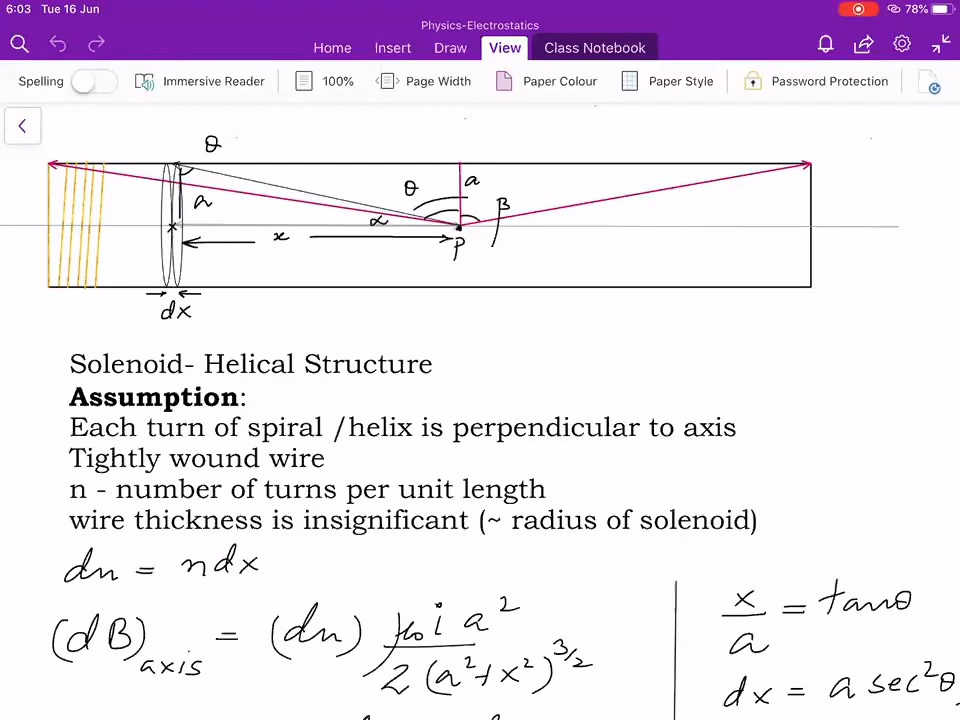 6:03 Tue 16 Jun 78%
Physics-Electrostatics
Home Insert Draw View Class Notebook
Spelling Immersive Reader 100% Page Width Paper Colour Paper Style Password Protection
θ
a
θ a β
α
x
P
dx
Solenoid- Helical Structure
Assumption:
Each turn of spiral /helix is perpendicular to axis
Tightly wound wire
n - number of turns per unit length
wire thickness is insignificant (~ radius of solenoid)
dn = n dx
(dB)axis = (dn) μ₀ i a² / 2 (a² + x²)^3/2
x/a = tanθ
dx = a sec²θ